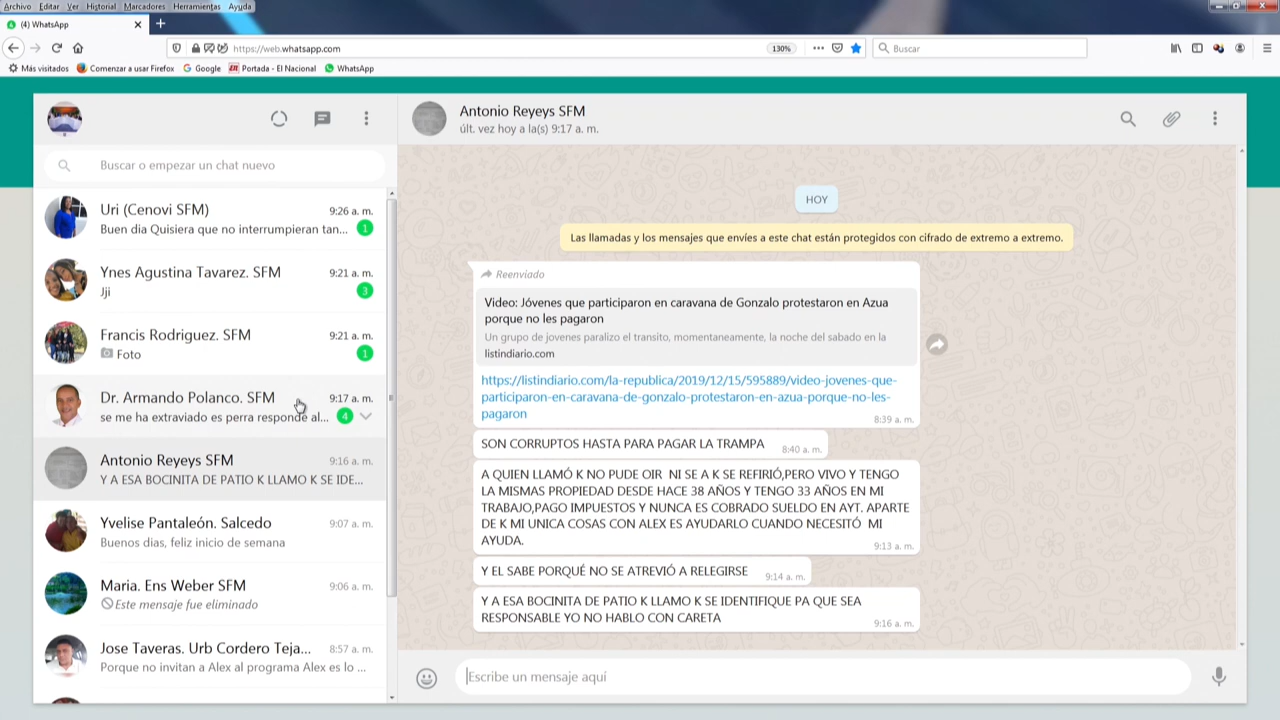 Archivo Editar Ver Historial Marcadores Herramientas Ayuda
(4) WhatsApp
https://web.whatsapp.com
130%
Buscar
Más visitados Comenzar a usar Firefox Google Portada - El Nacional WhatsApp
Buscar o empezar un chat nuevo
Uri (Cenovi SFM) 9:26 a. m.
Buen dia Quisiera que no interrumpieran tan... 1
Ynes Agustina Tavarez. SFM 9:21 a. m.
Jji 3
Francis Rodriguez. SFM 9:21 a. m.
Foto 1
Dr. Armando Polanco. SFM 9:17 a. m.
se me ha extraviado es perra responde al... 4
Antonio Reyeys SFM 9:16 a. m.
Y A ESA BOCINITA DE PATIO K LLAMO K SE IDE...
Yvelise Pantaleón. Salcedo 9:07 a. m.
Buenos dias, feliz inicio de semana
Maria. Ens Weber SFM 9:06 a. m.
Este mensaje fue eliminado
Jose Taveras. Urb Cordero Teja... 8:57 a. m.
Porque no invitan a Alex al programa Alex es lo ...
Antonio Reyeys SFM
últ. vez hoy a la(s) 9:17 a. m.
HOY
Las llamadas y los mensajes que envíes a este chat están protegidos con cifrado de extremo a extremo.
Reenviado
Video: Jóvenes que participaron en caravana de Gonzalo protestaron en Azua
porque no les pagaron
Un grupo de jovenes paralizo el transito, momentaneamente, la noche del sabado en la
listindiario.com
https://listindiario.com/la-republica/2019/12/15/595889/video-jovenes-que-
participaron-en-caravana-de-gonzalo-protestaron-en-azua-porque-no-les-
pagaron
8:39 a. m.
SON CORRUPTOS HASTA PARA PAGAR LA TRAMPA 8:40 a. m.
A QUIEN LLAMÓ K NO PUDE OIR NI SE A K SE REFIRIÓ,PERO VIVO Y TENGO
LA MISMAS PROPIEDAD DESDE HACE 38 AÑOS Y TENGO 33 AÑOS EN MI
TRABAJO,PAGO IMPUESTOS Y NUNCA ES COBRADO SUELDO EN AYT. APARTE
DE K MI UNICA COSAS CON ALEX ES AYUDARLO CUANDO NECESITÓ MI
AYUDA.
9:13 a. m.
Y EL SABE PORQUÉ NO SE ATREVIÓ A RELEGIRSE 9:14 a. m.
Y A ESA BOCINITA DE PATIO K LLAMO K SE IDENTIFIQUE PA QUE SEA
RESPONSABLE YO NO HABLO CON CARETA
9:16 a. m.
Escribe un mensaje aquí